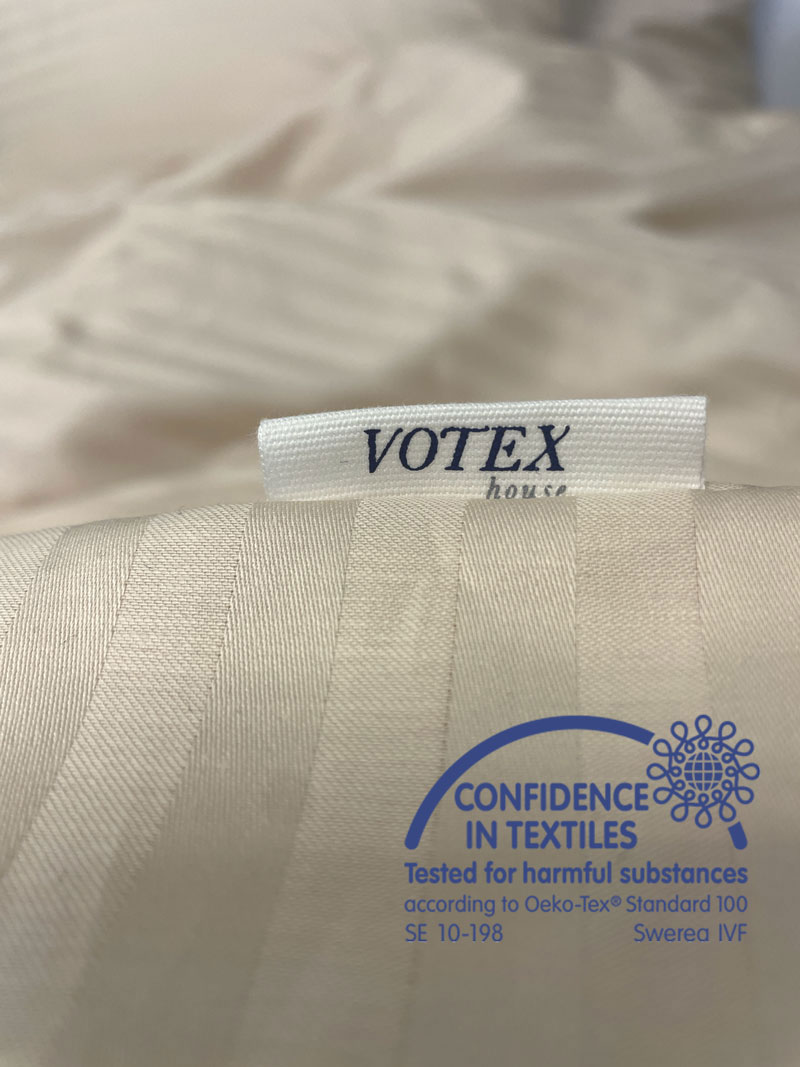 VOTEX
house
CONFIDENCE
IN TEXTILES
Tested for harmful substances
according to Oeko-Tex® Standard 100
SE 10-198 Swerea IVF